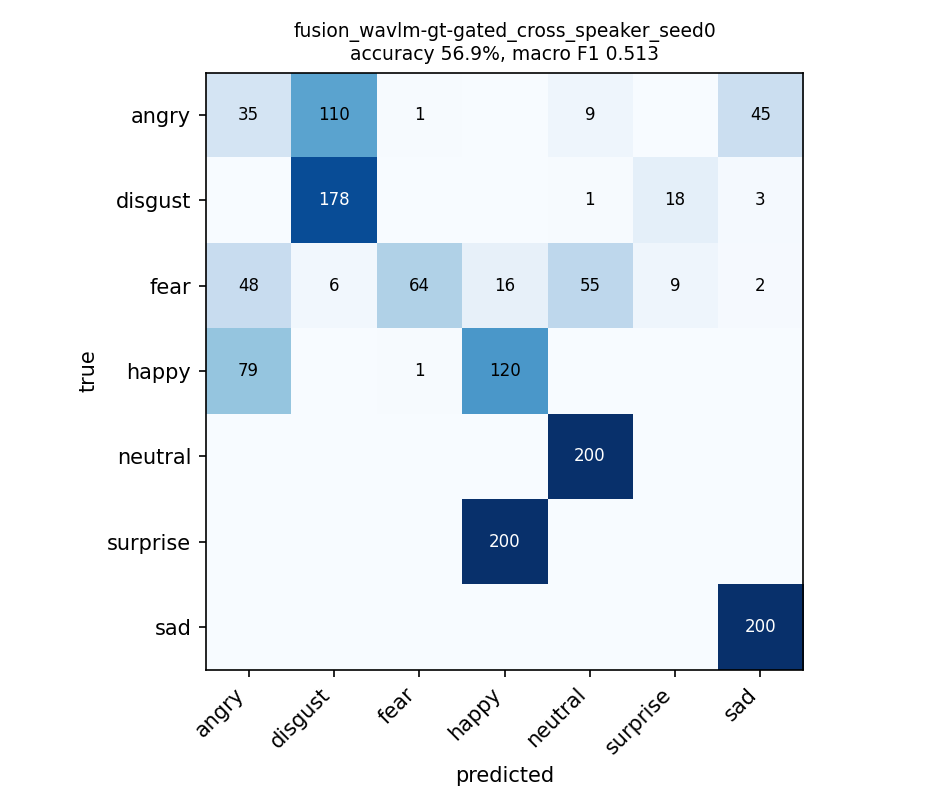 fusion_wavlm-gt-gated_cross_speaker_seed0
accuracy 56.9%, macro F1 0.513
angry 35 110 1 9 45
disgust 178 1 18 3
fear 48 6 64 16 55 9 2
happy 79 1 120
neutral 200
surprise 200
sad 200
true
angry disgust fear happy neutral surprise sad
predicted